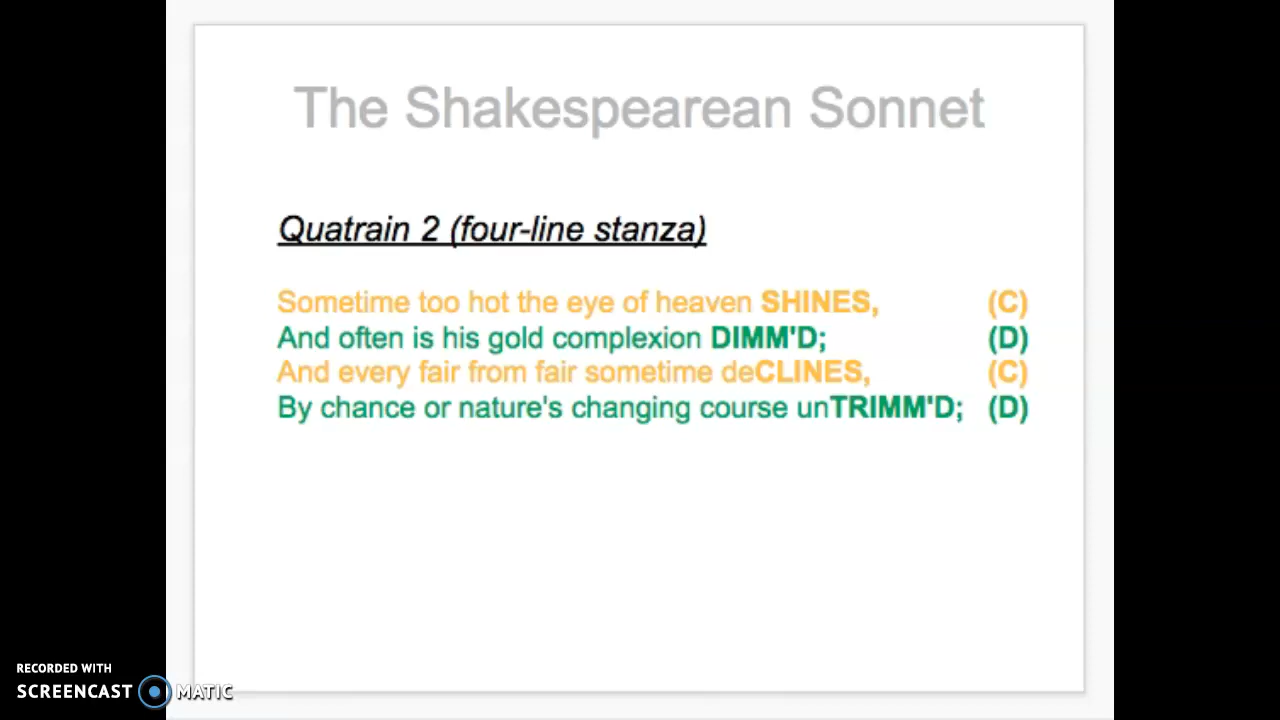 The Shakespearean Sonnet
Quatrain 2 (four-line stanza)
Sometime too hot the eye of heaven SHINES, (C)
And often is his gold complexion DIMM'D; (D)
And every fair from fair sometime deCLINES, (C)
By chance or nature's changing course unTRIMM'D; (D)
RECORDED WITH
SCREENCAST MATIC